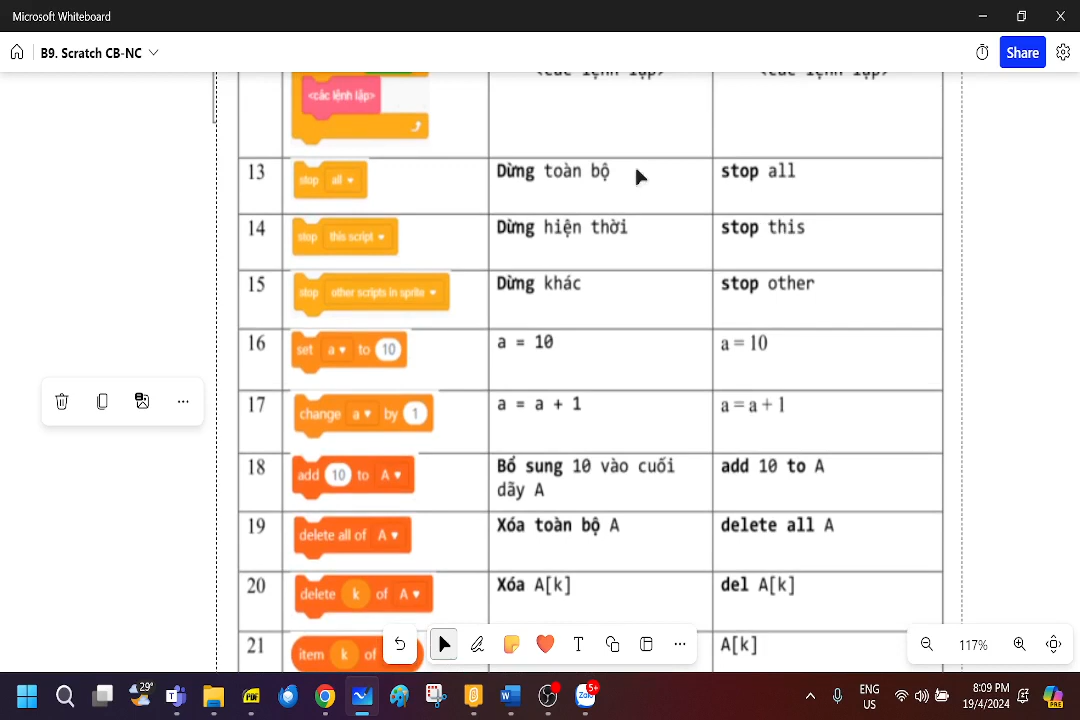 Microsoft Whiteboard
B9. Scratch CB-NC
Share
<các lệnh lặp>
<các lệnh lặp>
<các lệnh lặp>
13
stop all
Dừng toàn bộ
stop all
14
stop this script
Dừng hiện thời
stop this
15
stop other scripts in sprite
Dừng khác
stop other
16
set a to 10
a = 10
a = 10
17
change a by 1
a = a + 1
a = a + 1
18
add 10 to A
Bổ sung 10 vào cuối
dãy A
add 10 to A
19
delete all of A
Xóa toàn bộ A
delete all A
20
delete k of A
Xóa A[k]
del A[k]
21
item k of
A[k]
117%
29°
PDF
5+
ENG
US
8:09 PM
19/4/2024
PRE